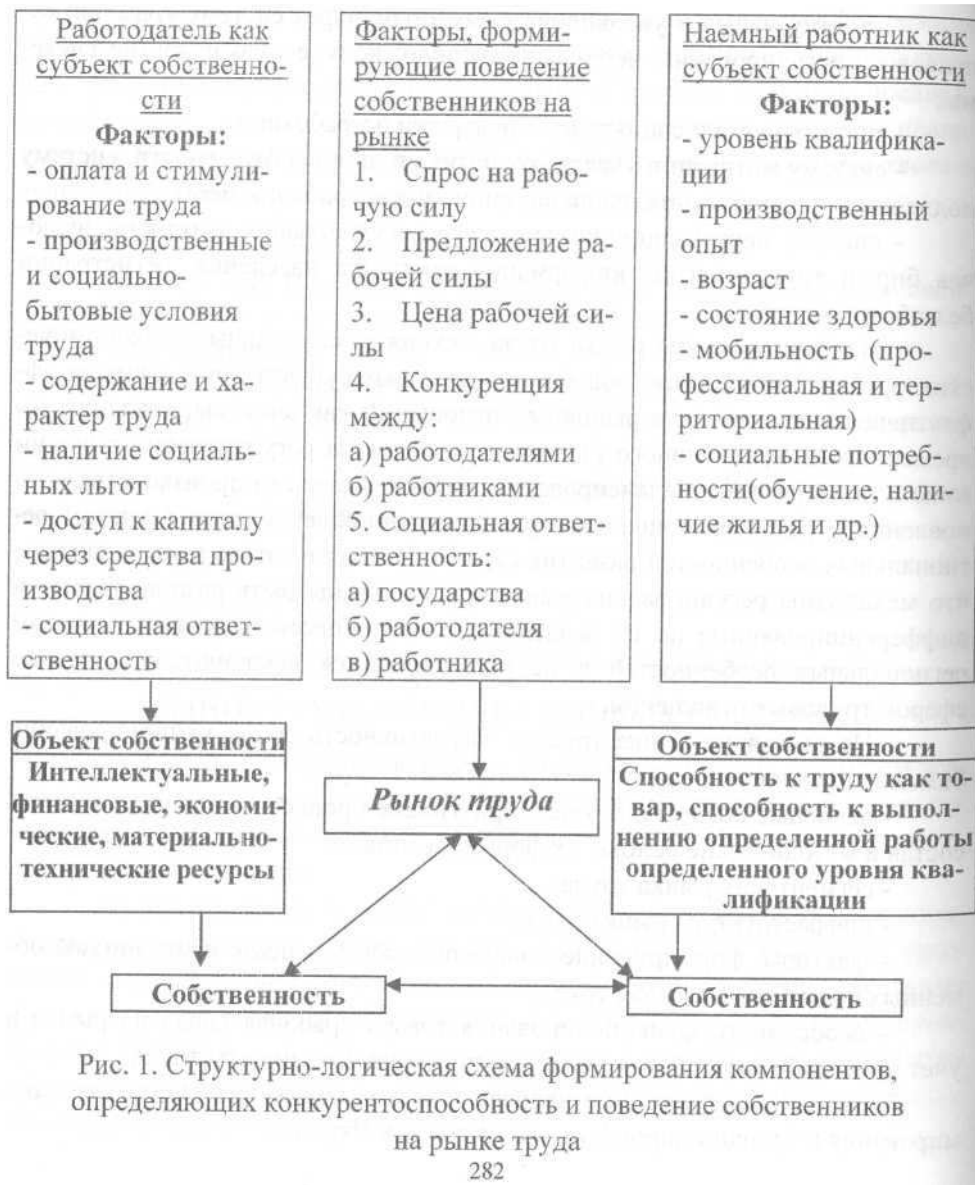 Работодатель как
субъект собственно-
сти
Факторы:
- оплата и стимули-
рование труда
- производственные
и социально-
бытовые условия
труда
- содержание и ха-
рактер труда
- наличие социаль-
ных льгот
- доступ к капиталу
через средства про-
изводства
- социальная ответ-
ственность
Факторы, форми-
рующие поведение
собственников на
рынке
1. Спрос на рабо-
чую силу
2. Предложение ра-
бочей силы
3. Цена рабочей си-
лы
4. Конкуренция
между:
а) работодателями
б) работниками
5. Социальная ответ-
ственность:
а) государства
б) работодателя
в) работника
Наемный работник как
субъект собственности
Факторы:
- уровень квалифика-
ции
- производственный
опыт
- возраст
- состояние здоровья
- мобильность (про-
фессиональная и тер-
риториальная)
- социальные потреб-
ности(обучение, нали-
чие жилья и др.)
Объект собственности
Интеллектуальные,
финансовые, экономи-
ческие, материально-
технические ресурсы
Рынок труда
Объект собственности
Способность к труду как то-
вар, способность к выпол-
нению определенной работы
определенного уровня ква-
лификации
Собственность
Собственность
Рис. 1. Структурно-логическая схема формирования компонентов,
определяющих конкурентоспособность и поведение собственников
на рынке труда
282